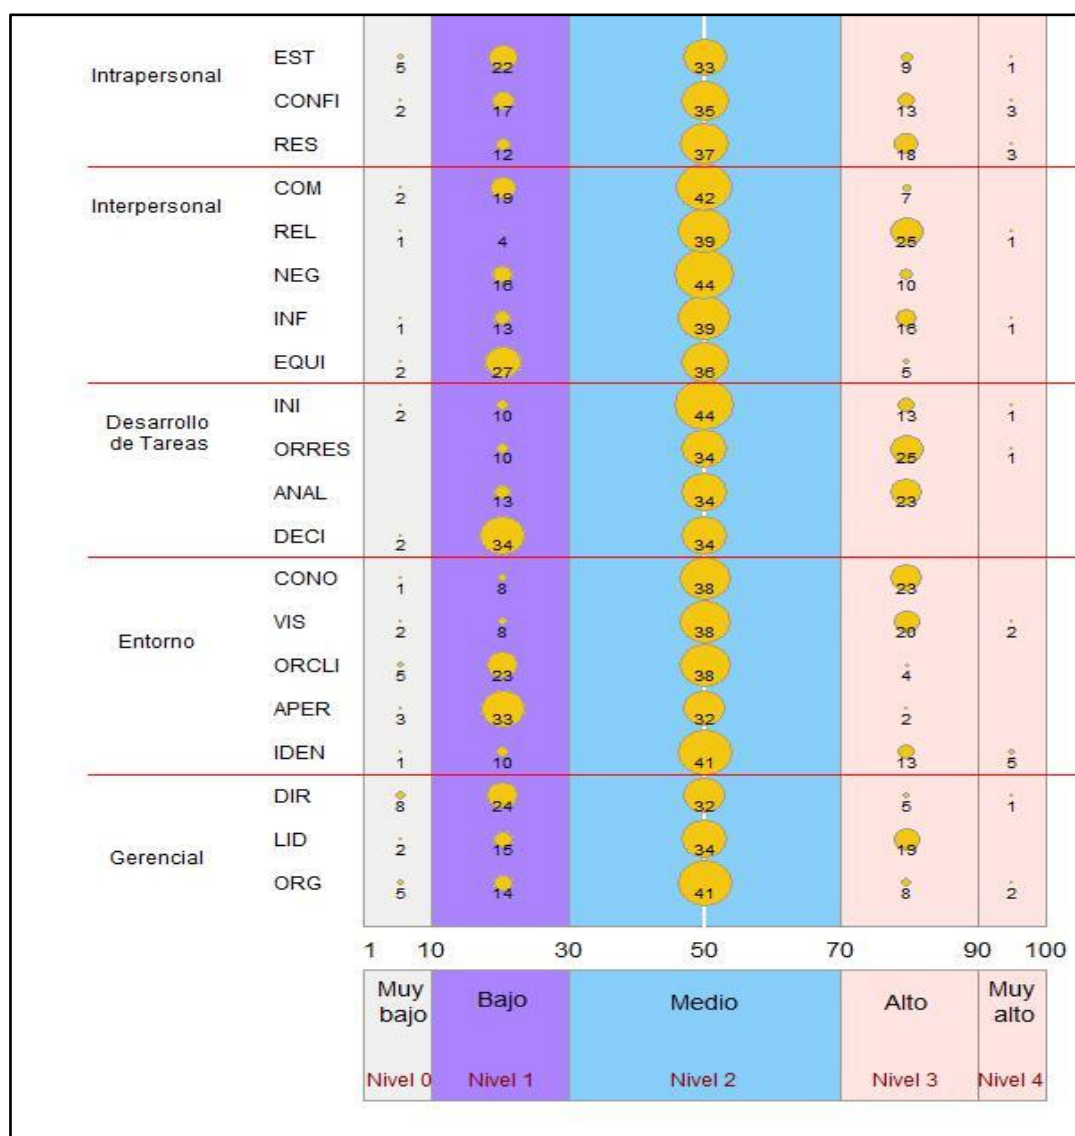 Intrapersonal
EST 5 22 33 9 1
CONFI 2 17 35 13 3
RES 12 37 18 3
Interpersonal
COM 2 19 42 7
REL 1 4 39 25 1
NEG 16 44 10
INF 1 13 39 16 1
EQUI 2 27 36 5
Desarrollo
de Tareas
INI 2 10 44 13 1
ORRES 10 34 25 1
ANAL 13 34 23
DECI 2 34 34
Entorno
CONO 1 8 38 23
VIS 2 8 38 20 2
ORCLI 5 23 38 4
APER 3 33 32 2
IDEN 1 10 41 13 5
Gerencial
DIR 8 24 32 5 1
LID 2 15 34 19
ORG 5 14 41 8 2
1 10 30 50 70 90 100
Muy
bajo
Bajo
Medio
Alto
Muy
alto
Nivel 0 Nivel 1 Nivel 2 Nivel 3 Nivel 4